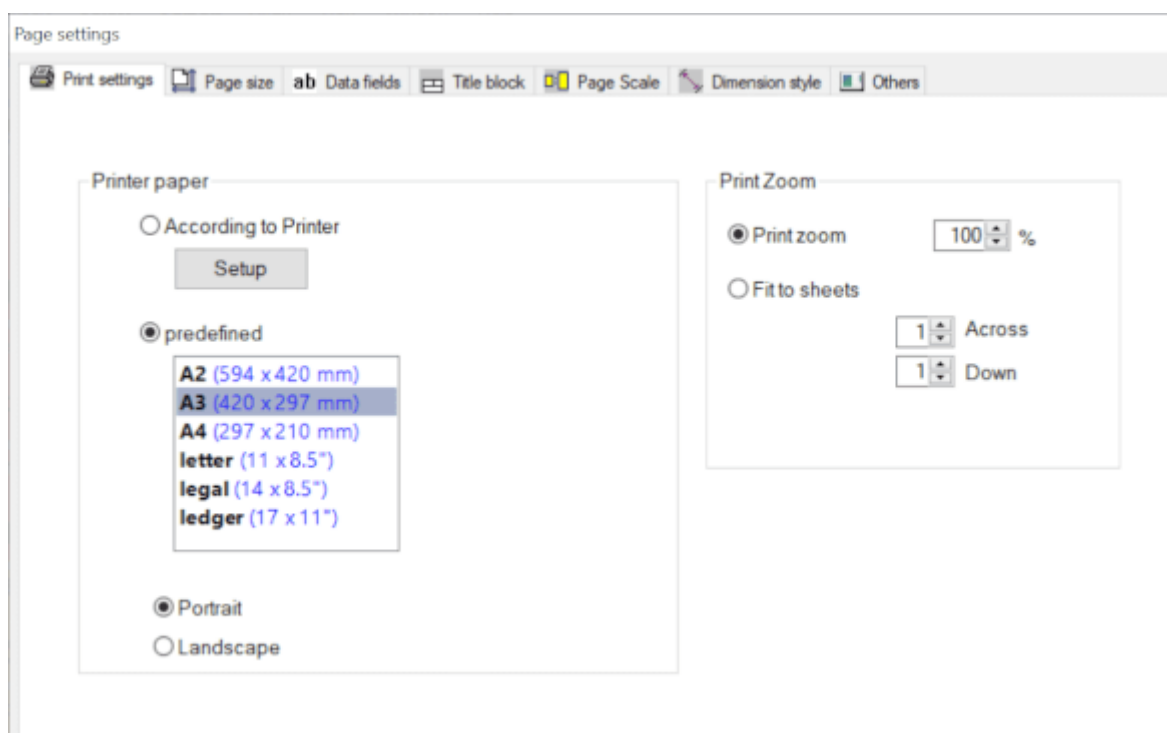 Page settings
Print settings Page size ab Data fields Title block Page Scale Dimension style Others
Printer paper
According to Printer
Setup
predefined
A2 (594 x 420 mm)
A3 (420 x 297 mm)
A4 (297 x 210 mm)
letter (11 x 8.5")
legal (14 x 8.5")
ledger (17 x 11")
Portrait
Landscape
Print Zoom
Print zoom 100 %
Fit to sheets
1 Across
1 Down